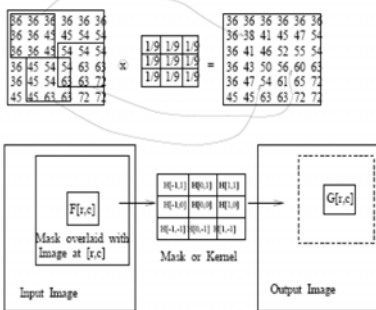 36 36 36 36 36 36
36 36 45 45 54 54
36 36 45 54 54 54
36 45 54 54 63 63
36 45 54 63 63 72
45 45 63 63 72 72
x
1/9 1/9 1/9
1/9 1/9 1/9
1/9 1/9 1/9
=
36 36 36 36 36 36
36 38 41 45 47 54
36 41 46 52 55 54
36 43 50 56 60 63
36 47 54 61 65 72
45 45 63 63 72 72
F[r,c]
Mask overlaid with
Image at [r,c]
Input Image
H[-1,1] H[0,1] H[1,1]
H[-1,0] H[0,0] H[1,0]
H[-1,-1] H[0,-1] H[1,-1]
Mask or Kernel
G[r,c]
Output Image